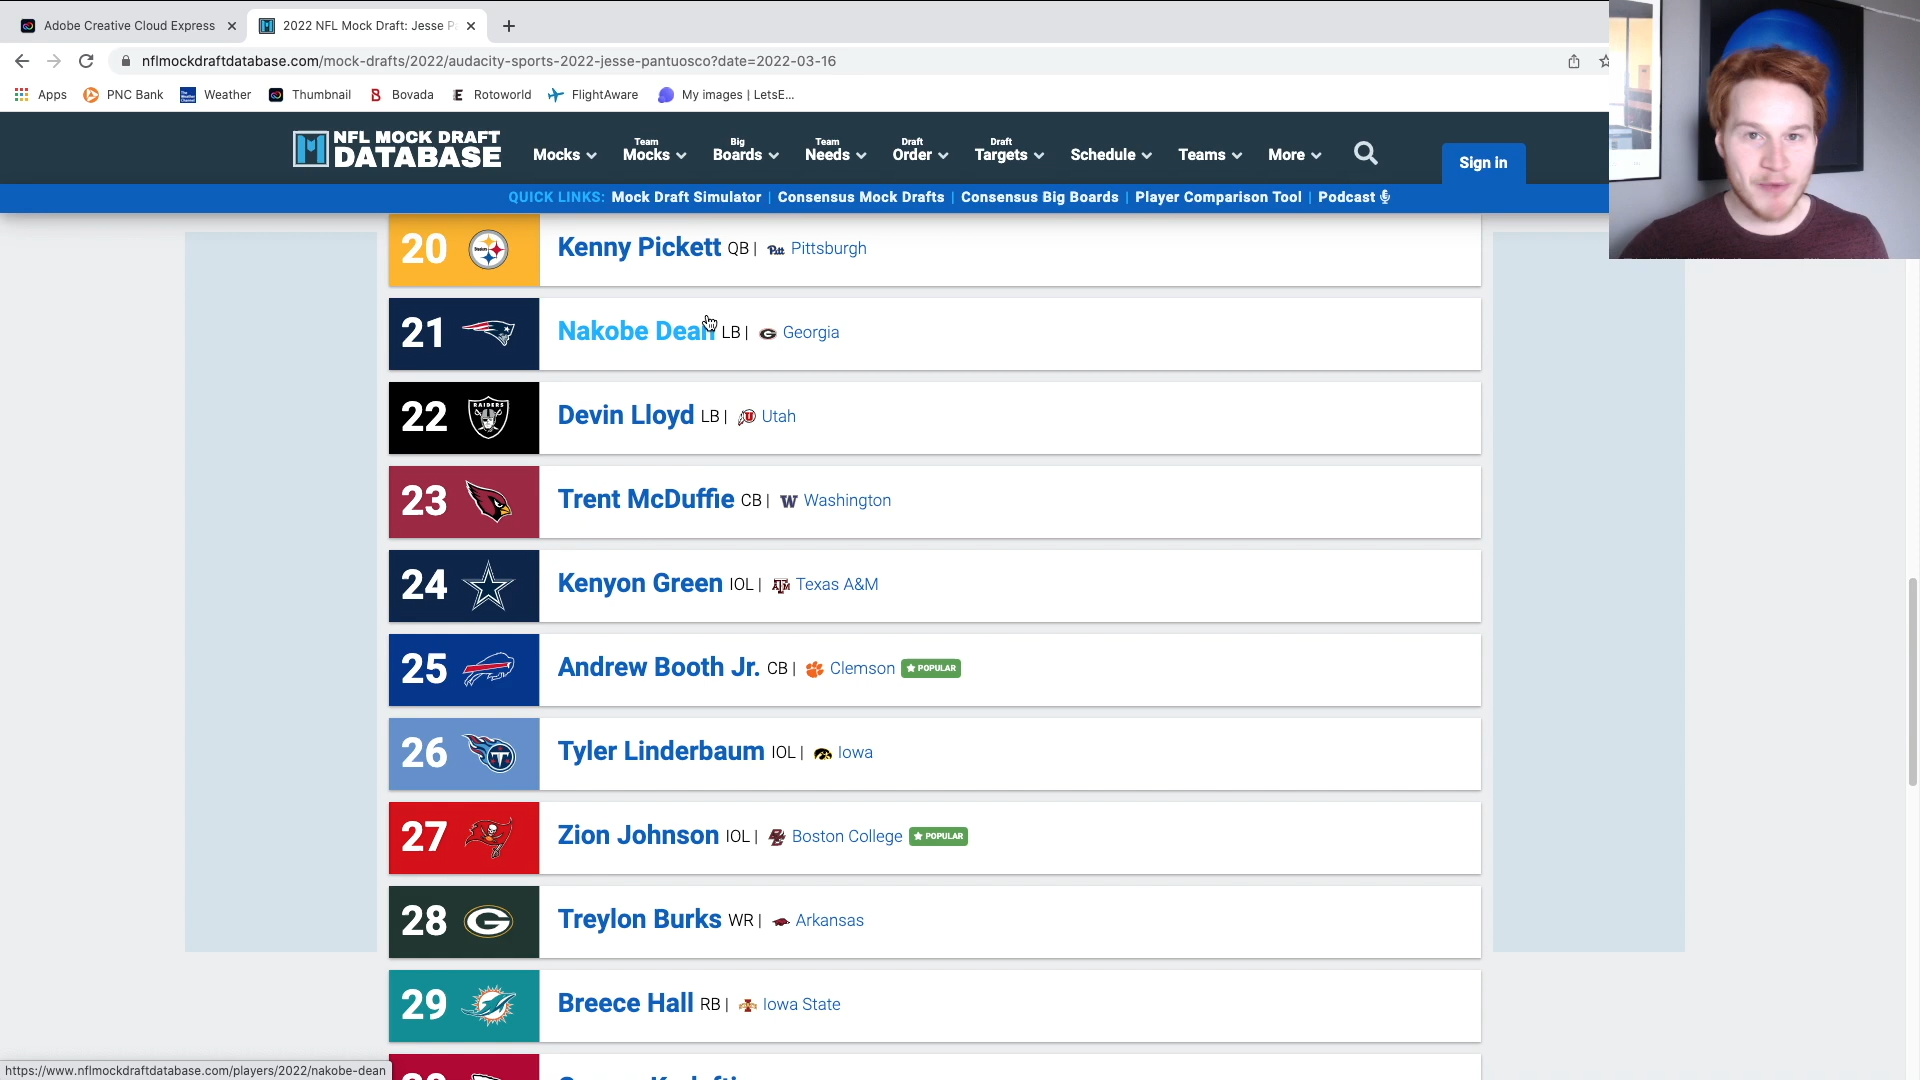 Adobe Creative Cloud Express
2022 NFL Mock Draft: Jesse P
nflmockdraftdatabase.com/mock-drafts/2022/audacity-sports-2022-jesse-pantuosco?date=2022-03-16
Apps PNC Bank Weather Thumbnail Bovada Rotoworld FlightAware My images | LetsE...
NFL MOCK DRAFT
DATABASE
Mocks
Team
Mocks
Big
Boards
Team
Needs
Draft
Order
Draft
Targets
Schedule
Teams
More
Sign in
QUICK LINKS: Mock Draft Simulator | Consensus Mock Drafts | Consensus Big Boards | Player Comparison Tool | Podcast
20 Kenny Pickett QB | Pittsburgh
21 Nakobe Dean LB | Georgia
22 RAIDERS Devin Lloyd LB | Utah
23 Trent McDuffie CB | Washington
24 Kenyon Green IOL | Texas A&M
25 Andrew Booth Jr. CB | Clemson POPULAR
26 Tyler Linderbaum IOL | Iowa
27 Zion Johnson IOL | Boston College POPULAR
28 Treylon Burks WR | Arkansas
29 Breece Hall RB | Iowa State
https://www.nflmockdraftdatabase.com/players/2022/nakobe-dean